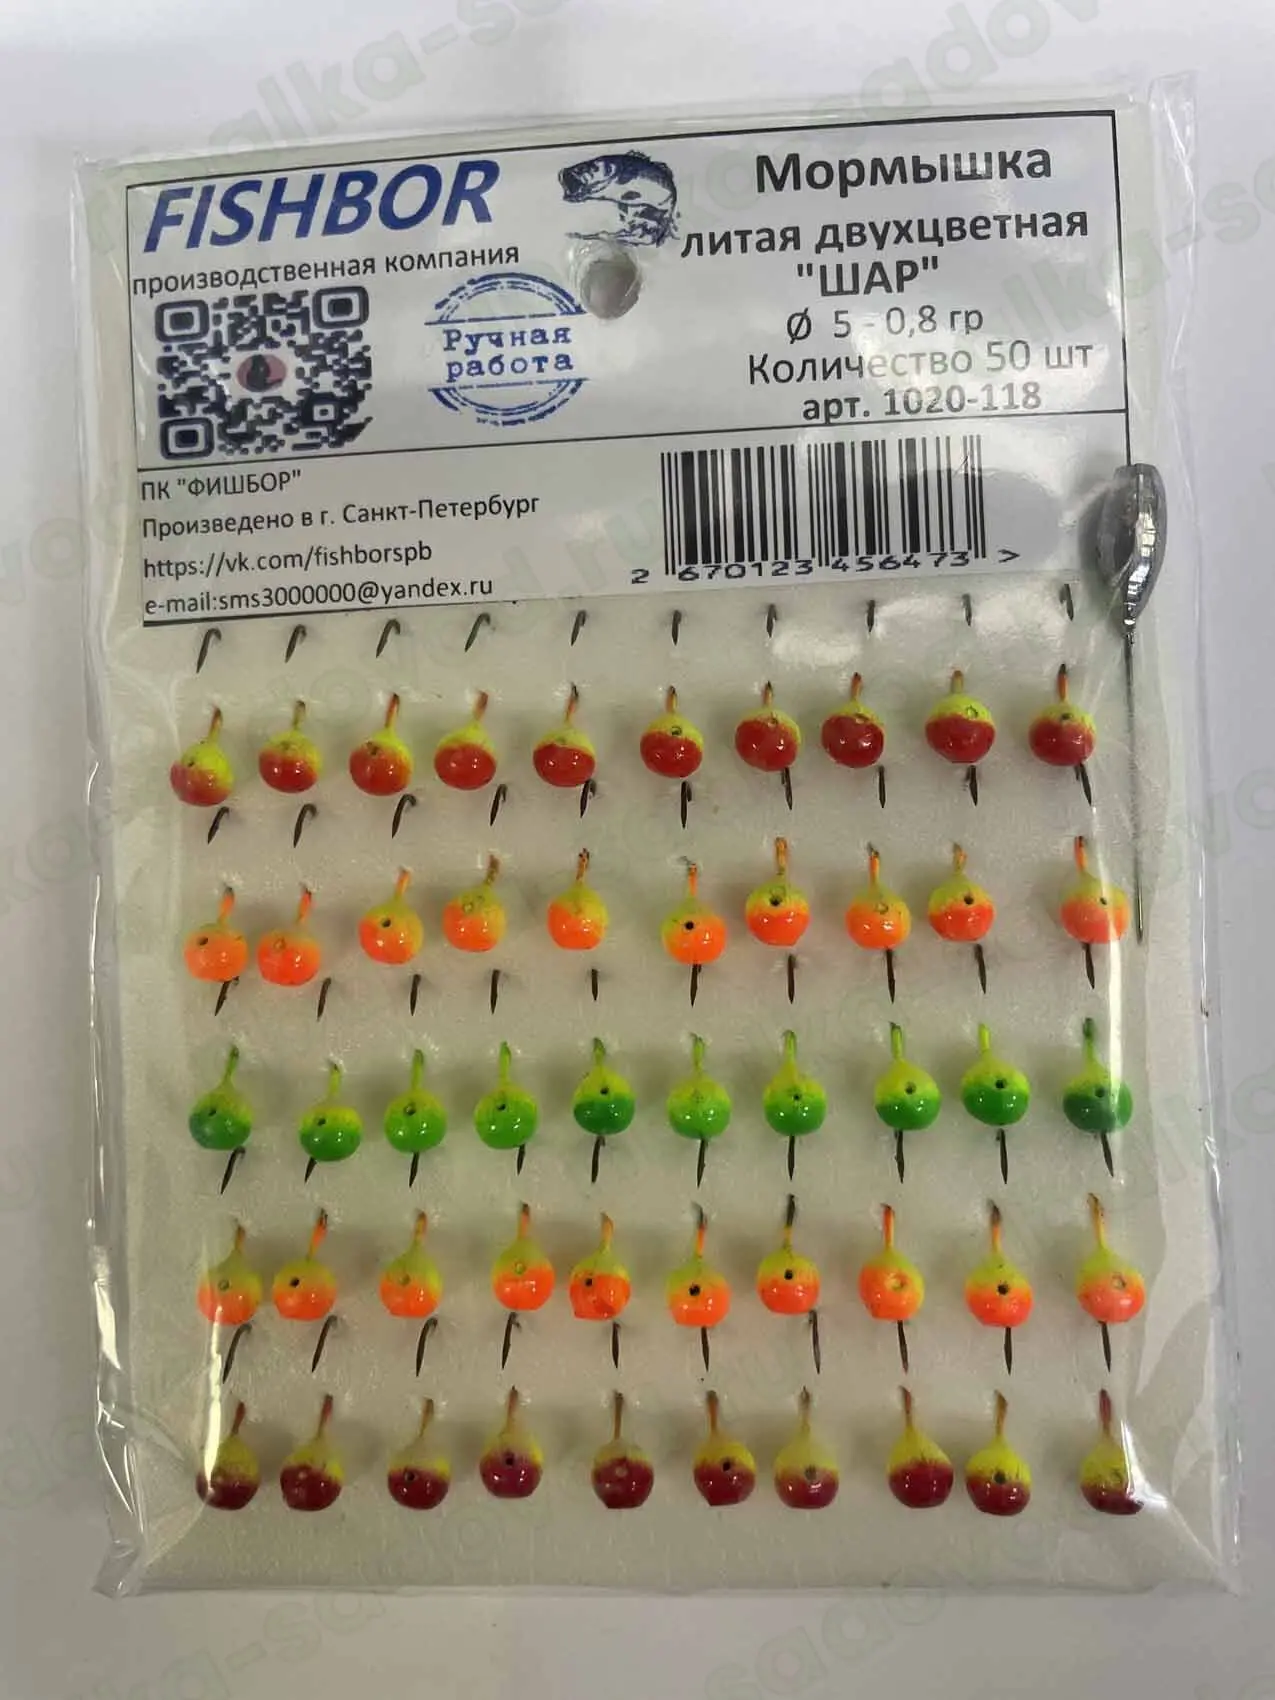 FISHBOR
производственная компания
Ручная
работа
Мормышка
литая двухцветная
"ШАР"
Ø 5 - 0,8 гр
Количество 50 шт
арт. 1020-118
ПК "ФИШБОР"
Произведено в г. Санкт-Петербург
https://vk.com/fishborspb
e-mail:sms3000000@yandex.ru
2 670123 456473 >